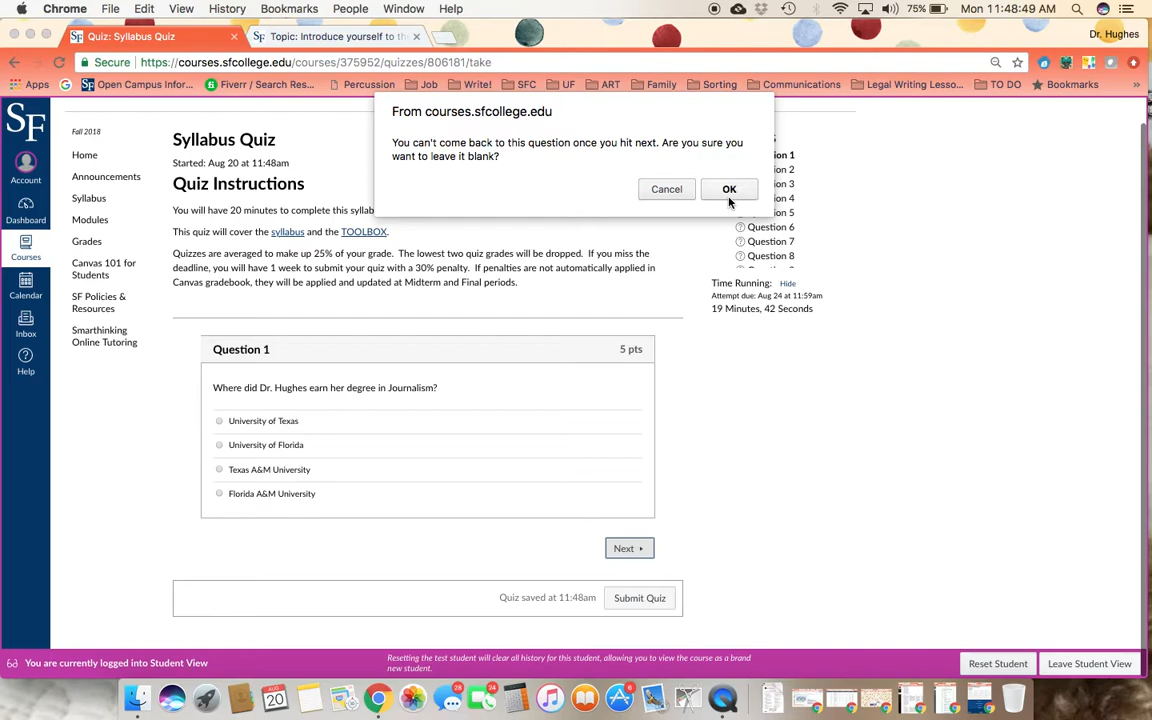 Chrome File Edit View History Bookmarks People Window Help 75% Mon 11:48:49 AM
Quiz: Syllabus Quiz × Topic: Introduce yourself to th × Dr. Hughes
Secure https://courses.sfcollege.edu/courses/375952/quizzes/806181/take
Apps Open Campus Infor... Fiverr / Search Res... Percussion Job Write! SFC UF ART Family Sorting Communications Legal Writing Lesso... TO DO Bookmarks »
SF
Account
Dashboard
Courses
Calendar
Inbox
Help
Fall 2018
Home
Announcements
Syllabus
Modules
Grades
Canvas 101 for
Students
SF Policies &
Resources
Smarthinking
Online Tutoring
From courses.sfcollege.edu
You can't come back to this question once you hit next. Are you sure you
want to leave it blank?
Cancel OK
Syllabus Quiz
Started: Aug 20 at 11:48am
Quiz Instructions
You will have 20 minutes to complete this syllab
This quiz will cover the syllabus and the TOOLBOX.
Quizzes are averaged to make up 25% of your grade. The lowest two quiz grades will be dropped. If you miss the
deadline, you will have 1 week to submit your quiz with a 30% penalty. If penalties are not automatically applied in
Canvas gradebook, they will be applied and updated at Midterm and Final periods.
Question 1 5 pts
Where did Dr. Hughes earn her degree in Journalism?
University of Texas
University of Florida
Texas A&M University
Florida A&M University
Next ▸
Quiz saved at 11:48am Submit Quiz
s
on 1
on 2
n 3
n 4
n 5
Question 6
Question 7
Question 8
Time Running: Hide
Attempt due: Aug 24 at 11:59am
19 Minutes, 42 Seconds
You are currently logged into Student View
Resetting the test student will clear all history for this student, allowing you to view the course as a brand
new student.
Reset Student Leave Student View
AUG
20
28
24
6